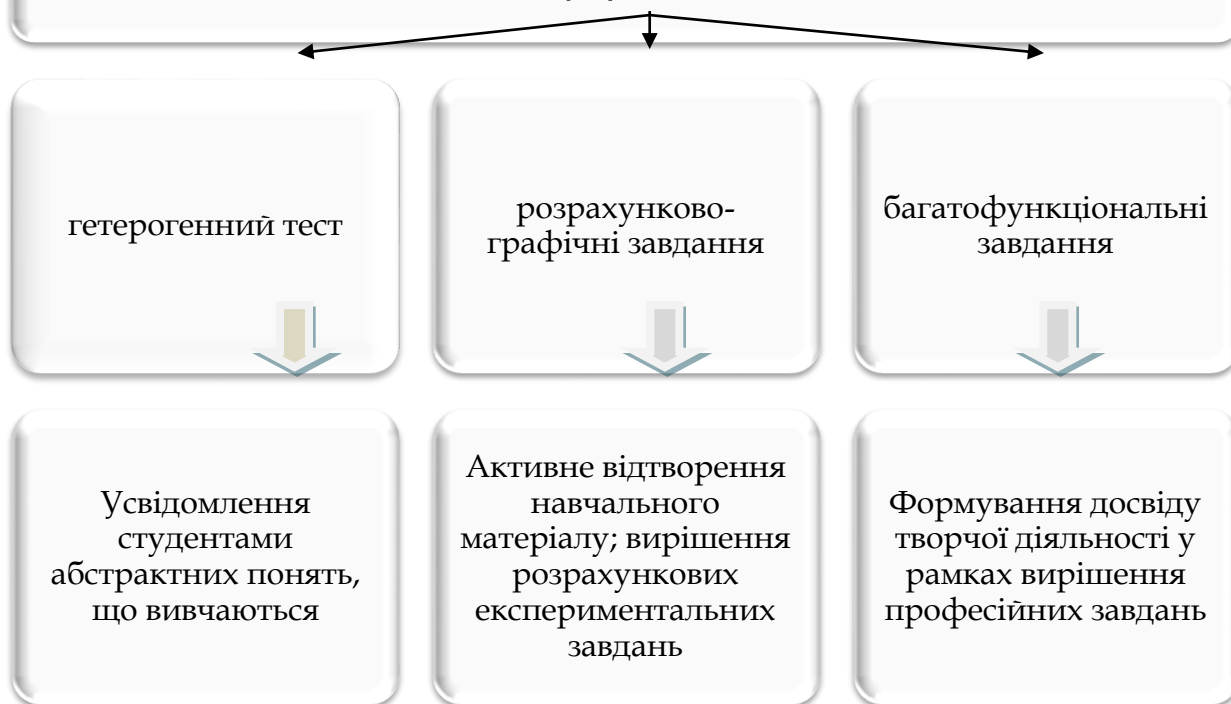 гетерогенний тест
розрахунково-
графічні завдання
багатофункціональні
завдання
Усвідомлення
студентами
абстрактних понять,
що вивчаються
Активне відтворення
навчального
матеріалу; вирішення
розрахункових
експериментальних
завдань
Формування досвіду
творчої діяльності у
рамках вирішення
професійних завдань